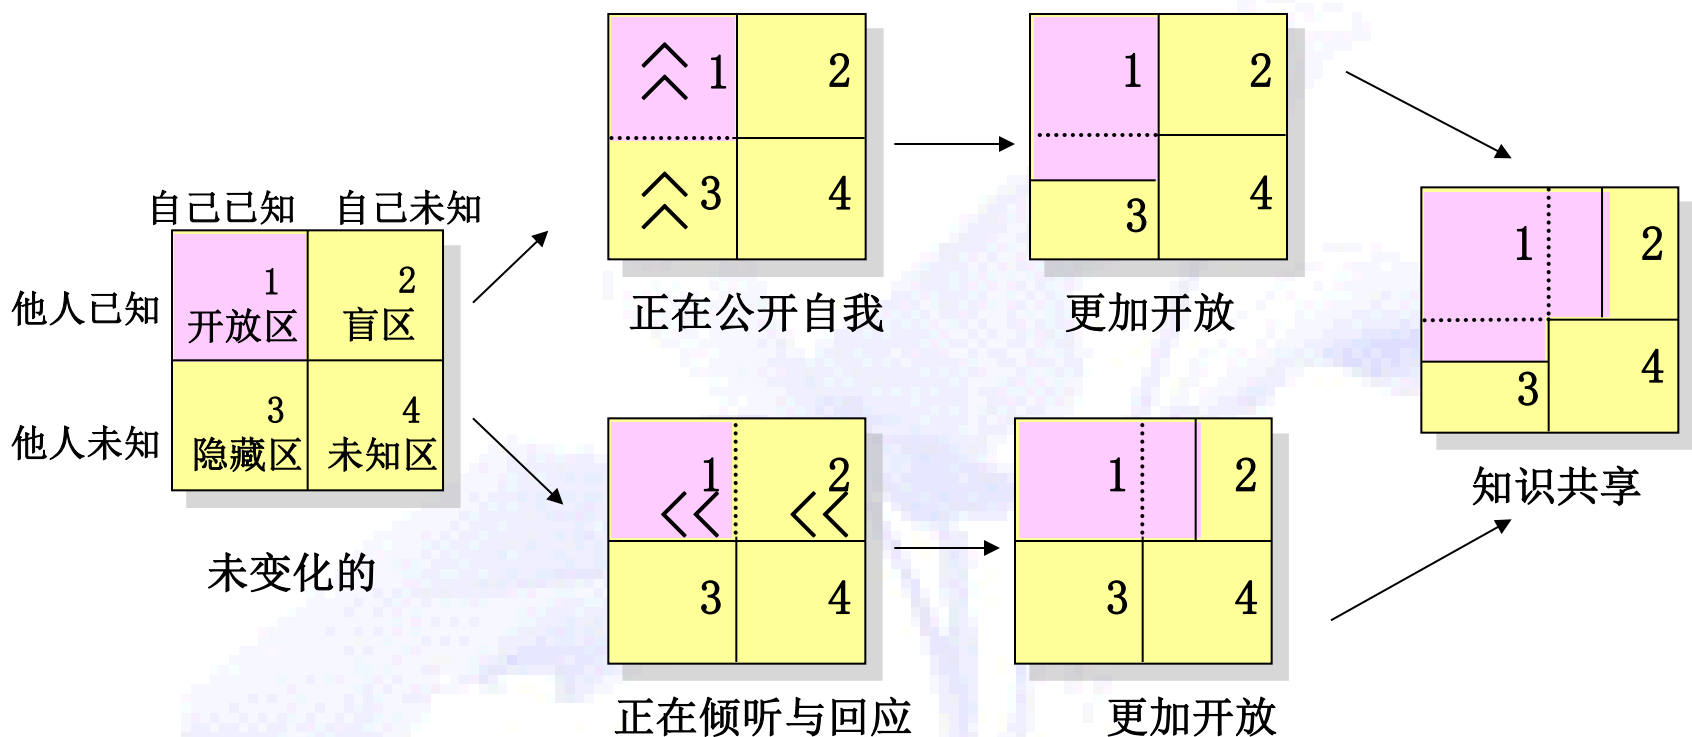 自己已知 自己未知
他人已知
他人未知
1
开放区
2
盲区
3
隐藏区
4
未知区
未变化的
1 2
3 4
正在公开自我
1 2
3 4
更加开放
1 2
3 4
正在倾听与回应
1 2
3 4
更加开放
1 2
3 4
知识共享